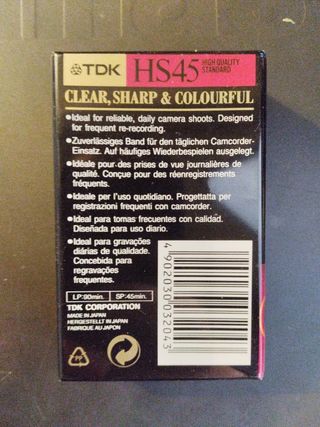 TDK HS45 HIGH QUALITY
STANDARD
CLEAR, SHARP & COLOURFUL
•Ideal for reliable, daily camera shoots. Designed
for frequent re-recording.
•Zuverlässiges Band für den täglichen Camcorder-
Einsatz. Auf häufiges Wiederbespielen ausgelegt.
•Idéale pour des prises de vue journalières de
qualité. Conçue pour des réenregistrements
fréquents.
•Ideale per l'uso quotidiano. Progettatta per
registrazioni frequenti con camcorder.
•Ideal para tomas frecuentes con calidad.
Diseñada para uso diario.
•Ideal para gravações
diárias de qualidade.
Concebida para
regravações
frequentes.
LP:90min. SP:45min.
TDK CORPORATION
MADE IN JAPAN
HERGESTELLT IN JAPAN
FABRIQUE AU JAPON
4 902030 032043